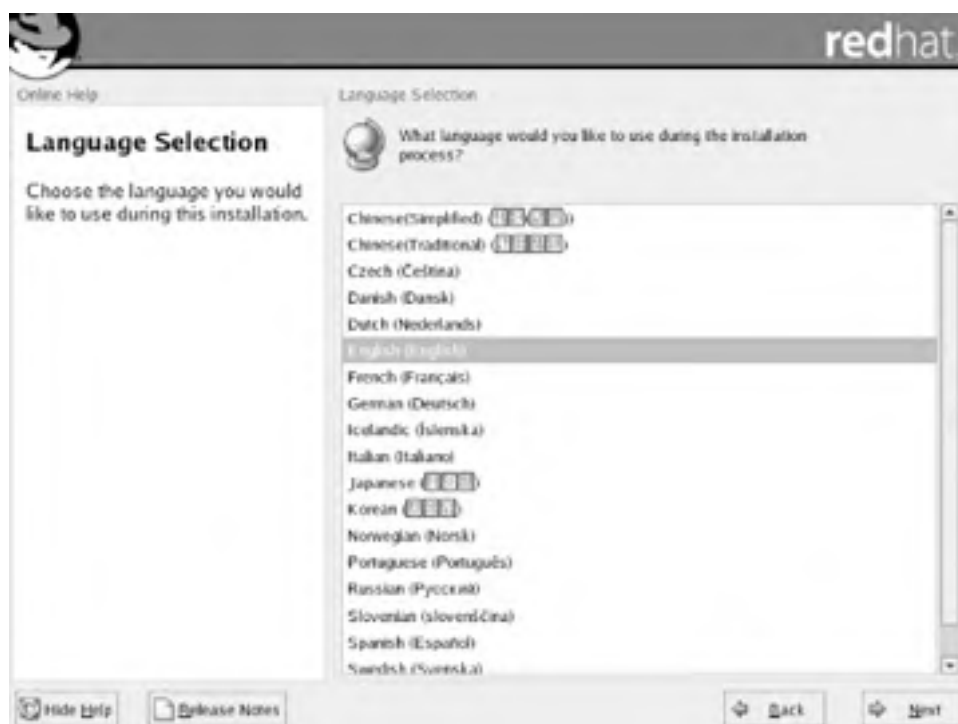 redhat.
Online Help
Language Selection
Choose the language you would
like to use during this installation.
Language Selection
What language would you like to use during the installation
process?
Chinese(Simplified)
Chinese(Traditional)
Czech (Čeština)
Danish (Dansk)
Dutch (Nederlands)
English (English)
French (Français)
German (Deutsch)
Icelandic (Íslenska)
Italian (Italiano)
Japanese
Korean
Norwegian (Norsk)
Portuguese (Português)
Russian (Русский)
Slovenian (slovenščina)
Spanish (Español)
Swedish (Svenska)
Hide Help
Release Notes
Back
Next